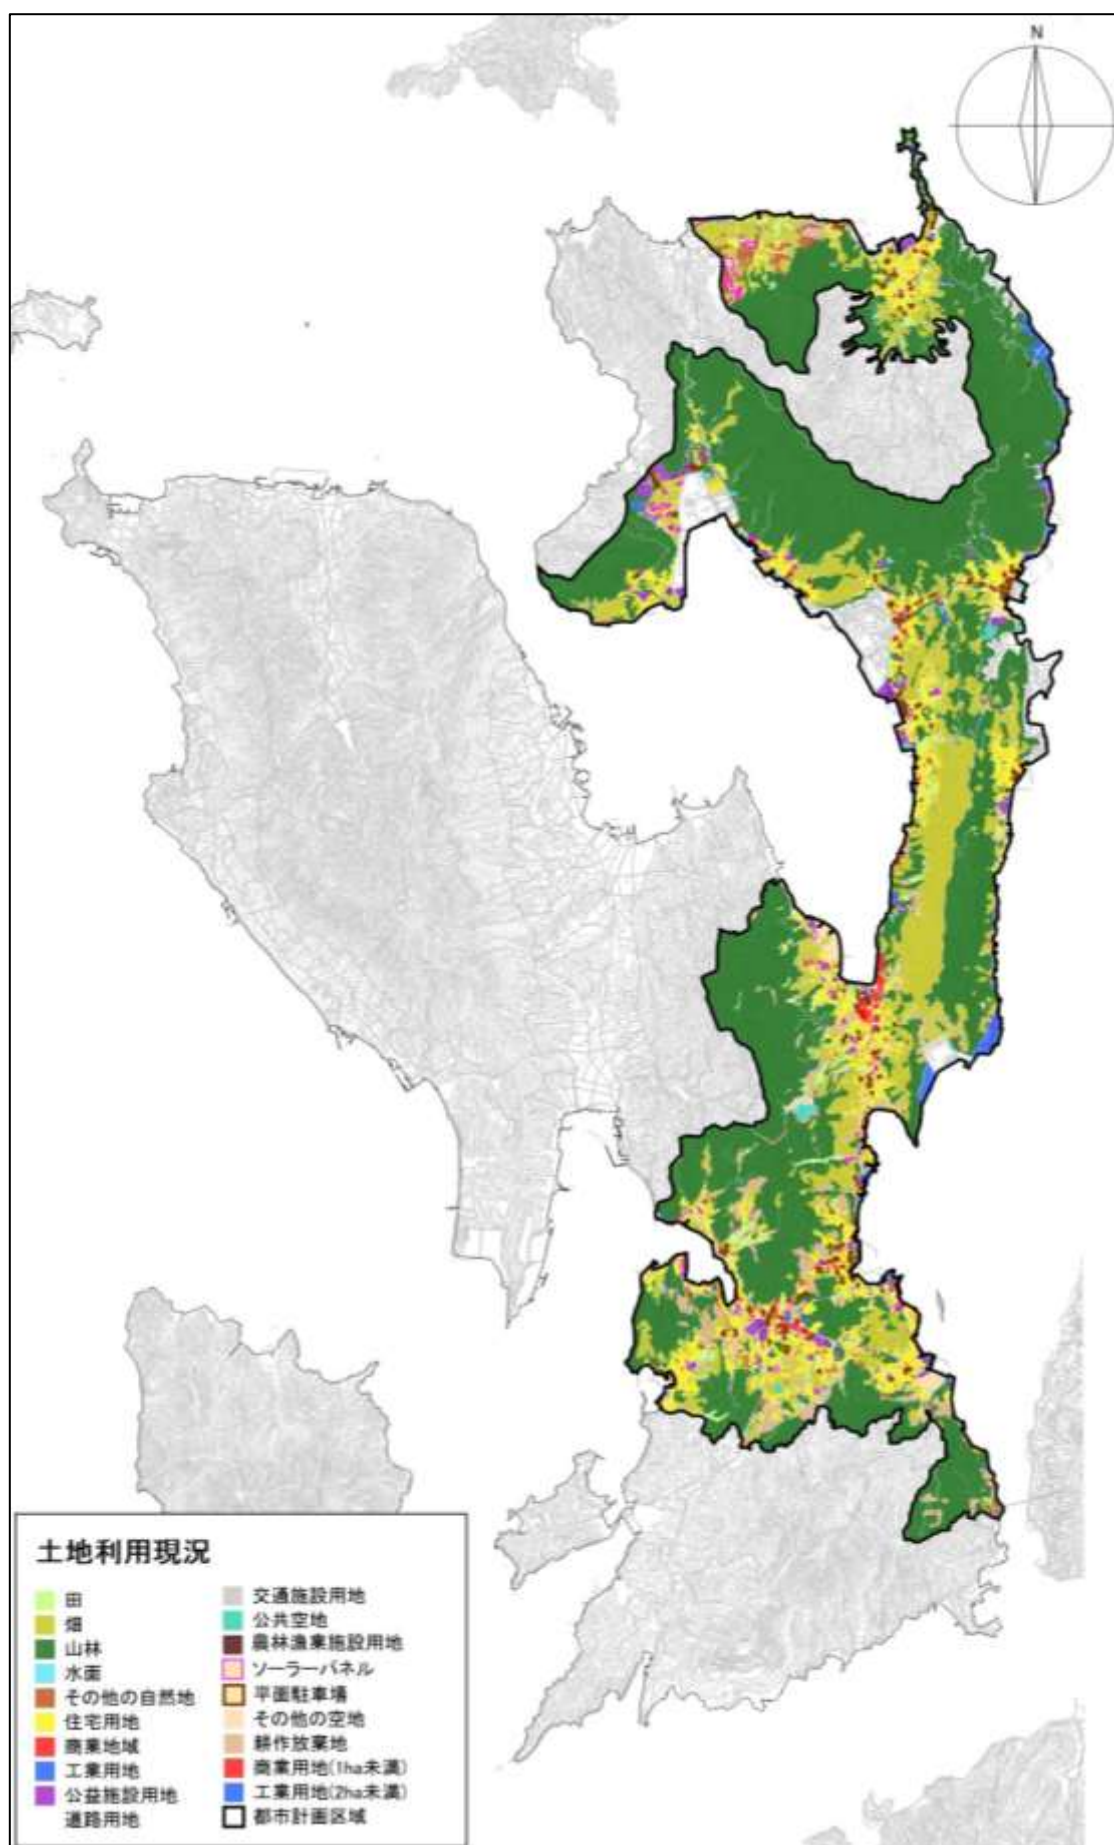 N
土地利用現況
田
畑
山林
水面
その他の自然地
住宅用地
商業地域
工業用地
公益施設用地
道路用地
交通施設用地
公共空地
農林漁業施設用地
ソーラーパネル
平面駐車場
その他の空地
耕作放棄地
商業用地(1ha未満)
工業用地(2ha未満)
都市計画区域